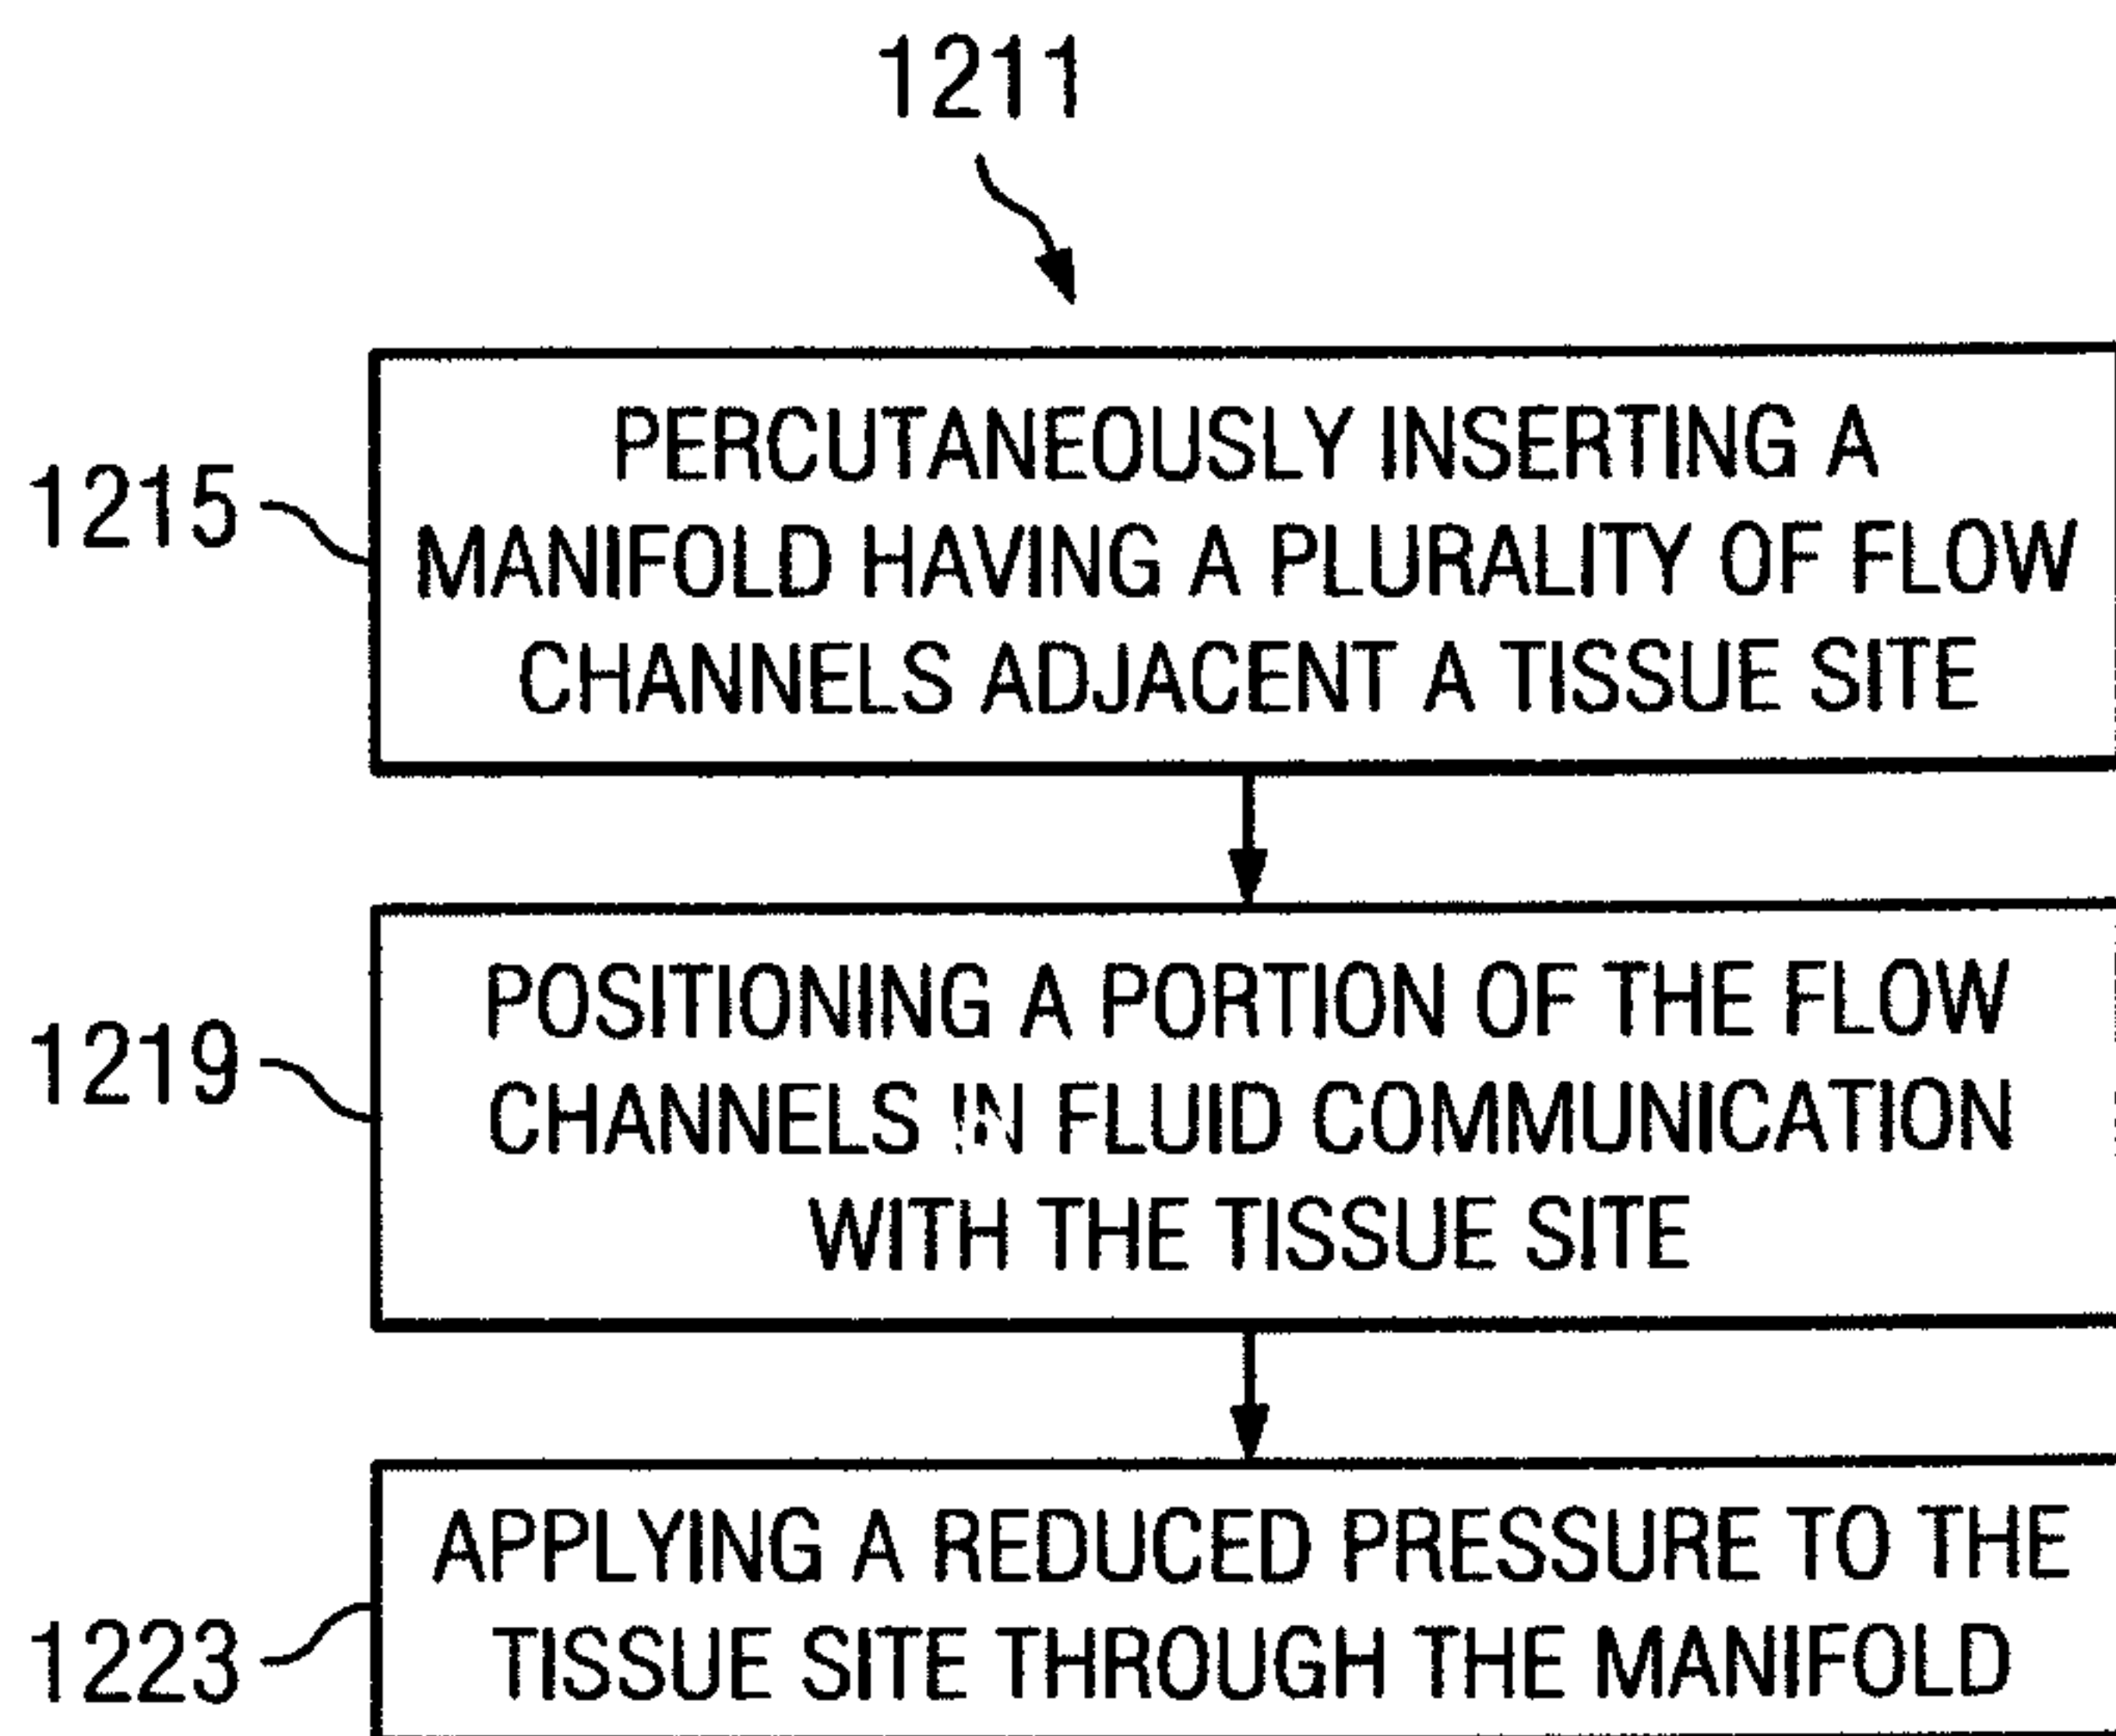 1211
1215
PERCUTANEOUSLY INSERTING A
MANIFOLD HAVING A PLURALITY OF FLOW
CHANNELS ADJACENT A TISSUE SITE
1219
POSITIONING A PORTION OF THE FLOW
CHANNELS IN FLUID COMMUNICATION
WITH THE TISSUE SITE
1223
APPLYING A REDUCED PRESSURE TO THE
TISSUE SITE THROUGH THE MANIFOLD